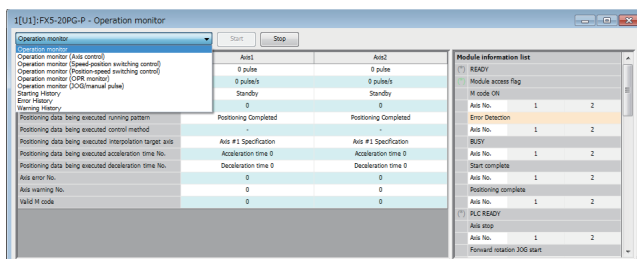 1[U1]:FX5-20PG-P - Operation monitor
Operation monitor
Start
Stop
Operation monitor
Operation monitor (Axis control)
Operation monitor (Speed-position switching control)
Operation monitor (Position-speed switching control)
Operation monitor (OPR monitor)
Operation monitor (JOG/manual pulse)
Starting History
Error History
Warning History
Axis1 Axis2
0 pulse 0 pulse
0 pulse/s 0 pulse/s
Standby Standby
0 0
Positioning data being executed running pattern Positioning Completed Positioning Completed
Positioning data being executed control method - -
Positioning data being executed interpolation target axis Axis #1 Specification Axis #1 Specification
Positioning data being executed acceleration time No. Acceleration time 0 Acceleration time 0
Positioning data being executed deceleration time No. Deceleration time 0 Deceleration time 0
Axis error No. 0 0
Axis warning No. 0 0
Valid M code 0 0
Module information list
(*) READY
Module access flag
M code ON
Axis No. 1 2
Error Detection
Axis No. 1 2
BUSY
Axis No. 1 2
Start complete
Axis No. 1 2
Positioning complete
Axis No. 1 2
(*) PLC READY
Axis stop
Axis No. 1 2
Forward rotation JOG start